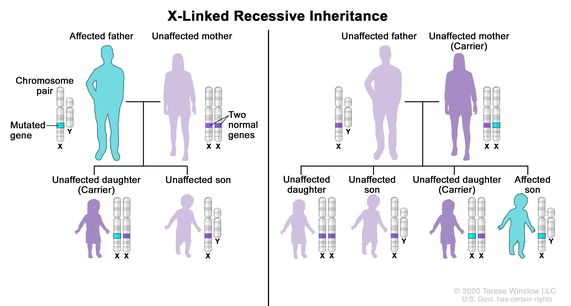 X-Linked Recessive Inheritance
Affected father
Unaffected mother
Chromosome
pair
Mutated
gene
X
Y
Two
normal
genes
X X
Unaffected daughter
(Carrier)
X X
Unaffected son
X
Y
Unaffected father
Unaffected mother
(Carrier)
X
Y
X X
Unaffected
daughter
X X
Unaffected
son
X
Y
Unaffected daughter
(Carrier)
X X
Affected
son
X
Y
© 2020 Terese Winslow LLC
U.S. Govt. has certain rights